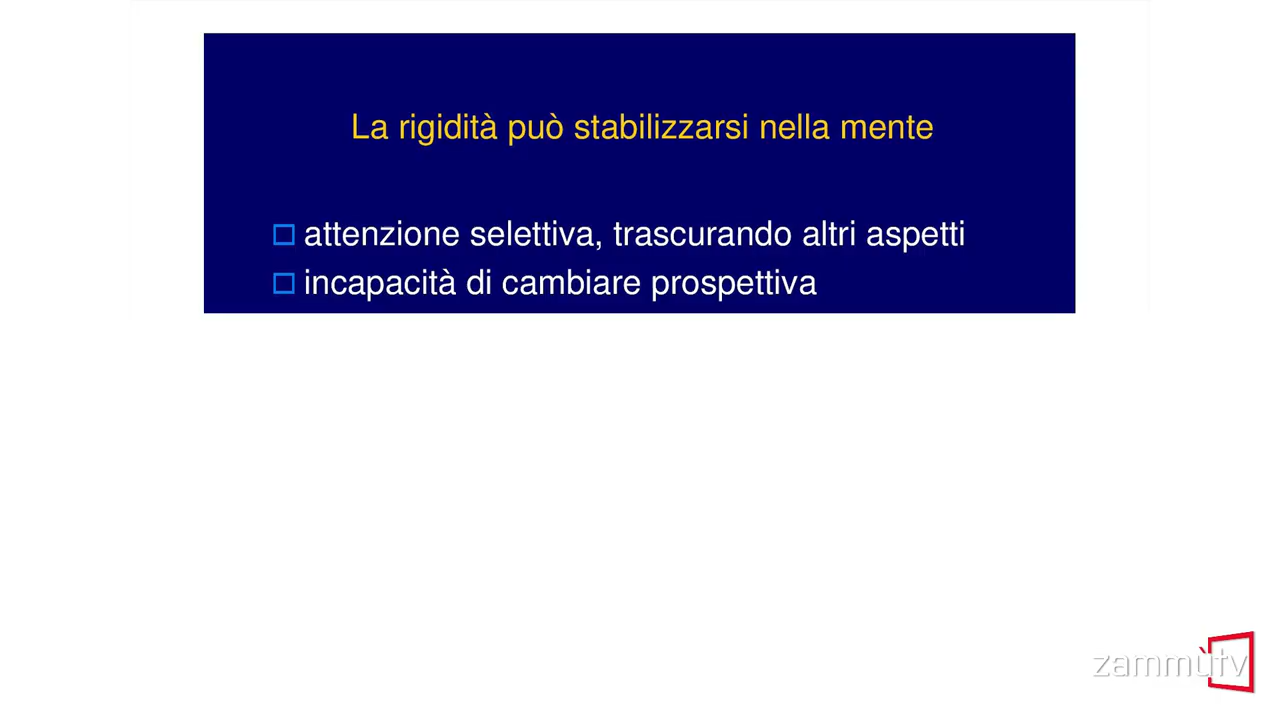 La rigidità può stabilizzarsi nella mente
attenzione selettiva, trascurando altri aspetti
incapacità di cambiare prospettiva
zammùtv